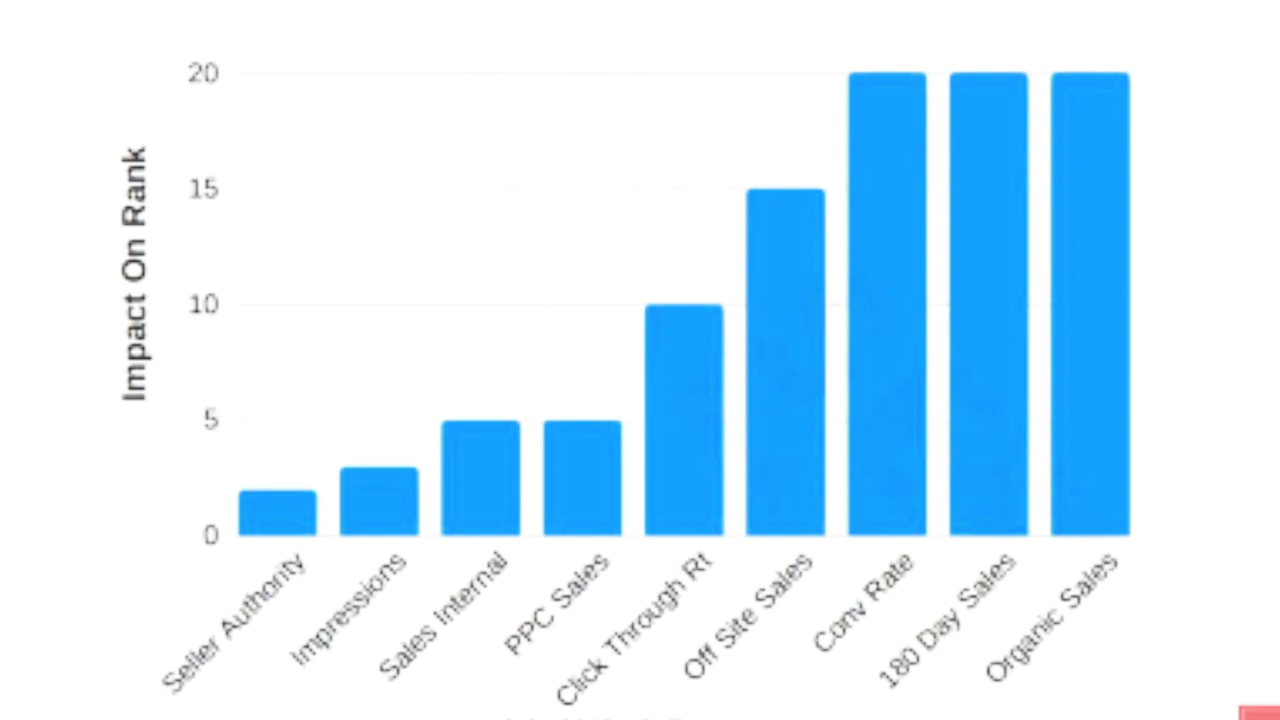 Impact On Rank
20
15
10
5
0
Seller Authority
Impressions
Sales Internal
PPC Sales
Click Through Rt
Off Site Sales
Conv Rate
180 Day Sales
Organic Sales